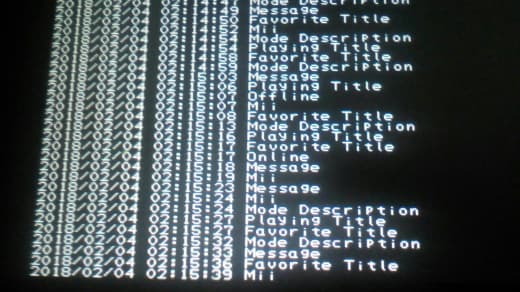 Mode Description
2018/02/04 02:14:49 Message
2018/02/04 02:14:50 Favorite Title
2018/02/04 02:14:52 Mii
2018/02/04 02:14:54 Mode Description
2018/02/04 02:14:54 Playing Title
2018/02/04 02:14:58 Favorite Title
2018/02/04 02:14:59 Mode Description
2018/02/04 02:15:03 Message
2018/02/04 02:15:06 Playing Title
2018/02/04 02:15:07 Offline
2018/02/04 02:15:07 Mii
2018/02/04 02:15:08 Favorite Title
2018/02/04 02:15:13 Mode Description
2018/02/04 02:15:16 Playing Title
2018/02/04 02:15:17 Favorite Title
2018/02/04 02:15:17 Online
2018/02/04 02:15:18 Message
2018/02/04 02:15:19 Mii
2018/02/04 02:15:23 Message
2018/02/04 02:15:24 Mii
2018/02/04 02:15:27 Mode Description
2018/02/04 02:15:27 Playing Title
2018/02/04 02:15:27 Favorite Title
2018/02/04 02:15:32 Mode Description
2018/02/04 02:15:33 Message
2018/02/04 02:15:36 Favorite Title
2018/02/04 02:15:39 Mii